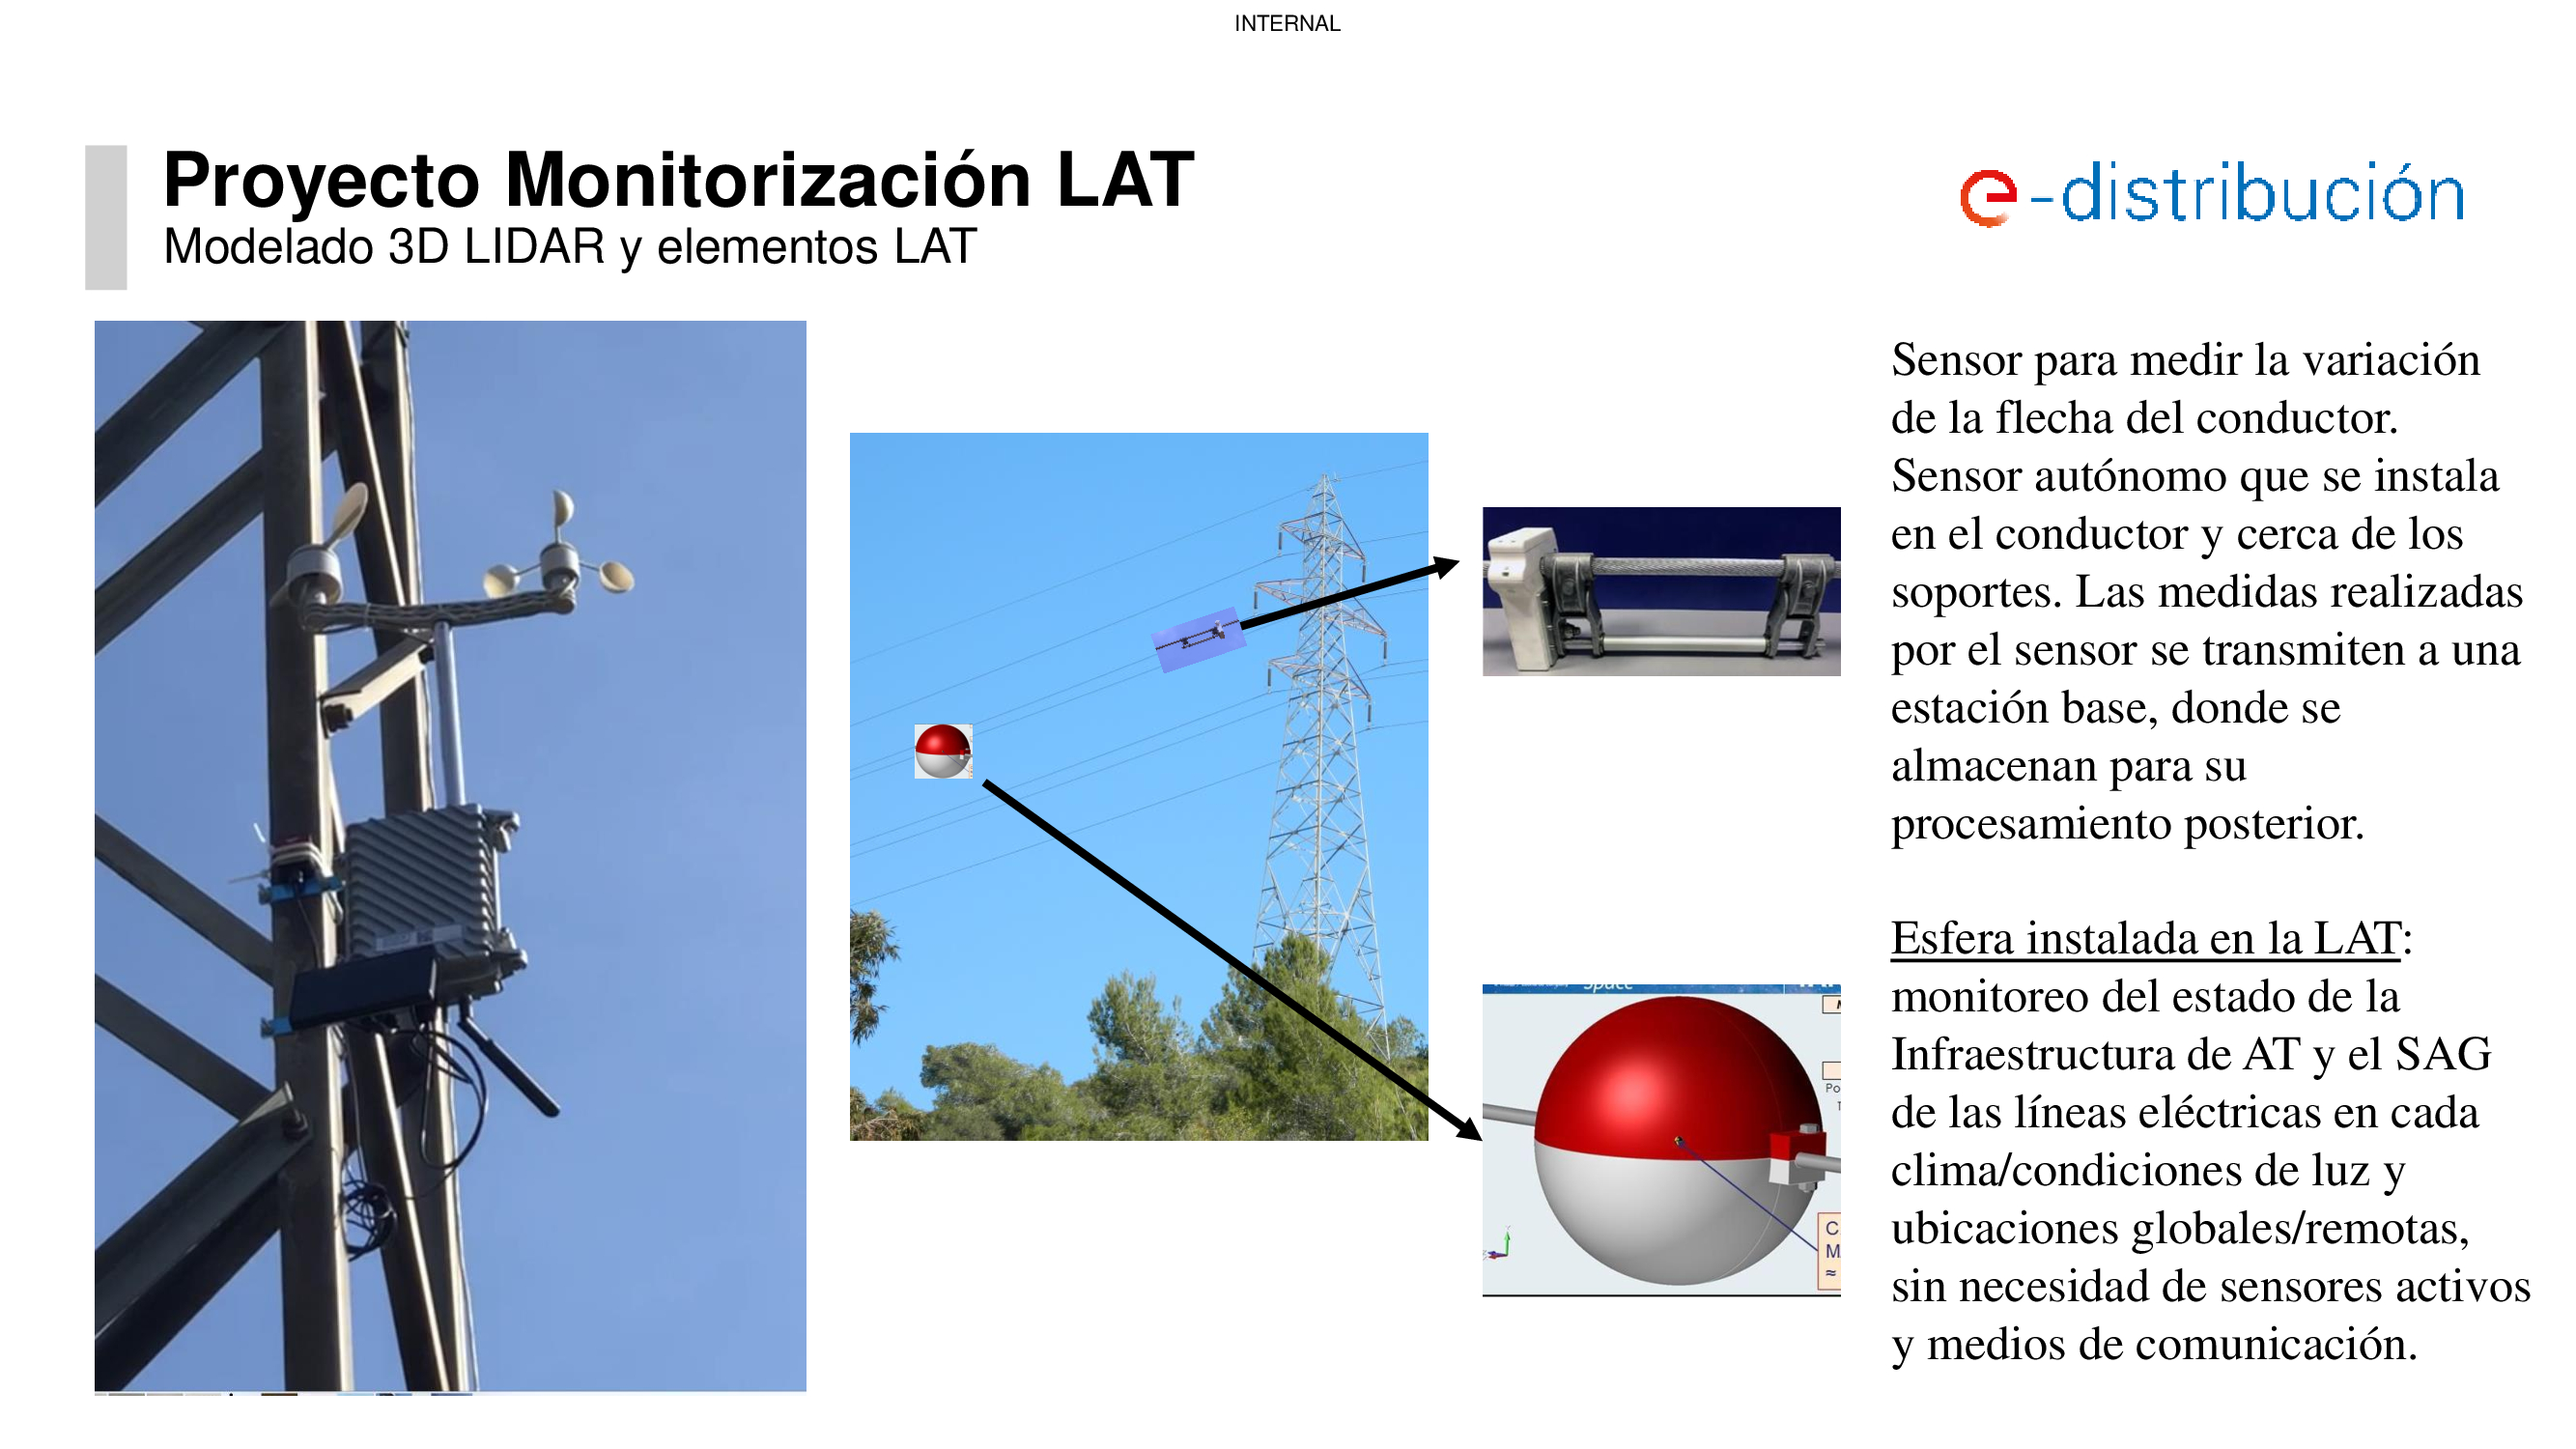 INTERNAL
Proyecto Monitorización LAT
Modelado 3D LIDAR y elementos LAT
e-distribución
Sensor para medir la variación
de la flecha del conductor.
Sensor autónomo que se instala
en el conductor y cerca de los
soportes. Las medidas realizadas
por el sensor se transmiten a una
estación base, donde se
almacenan para su
procesamiento posterior.
Esfera instalada en la LAT:
monitoreo del estado de la
Infraestructura de AT y el SAG
de las líneas eléctricas en cada
clima/condiciones de luz y
ubicaciones globales/remotas,
sin necesidad de sensores activos
y medios de comunicación.
Space
Po
C
M
≈